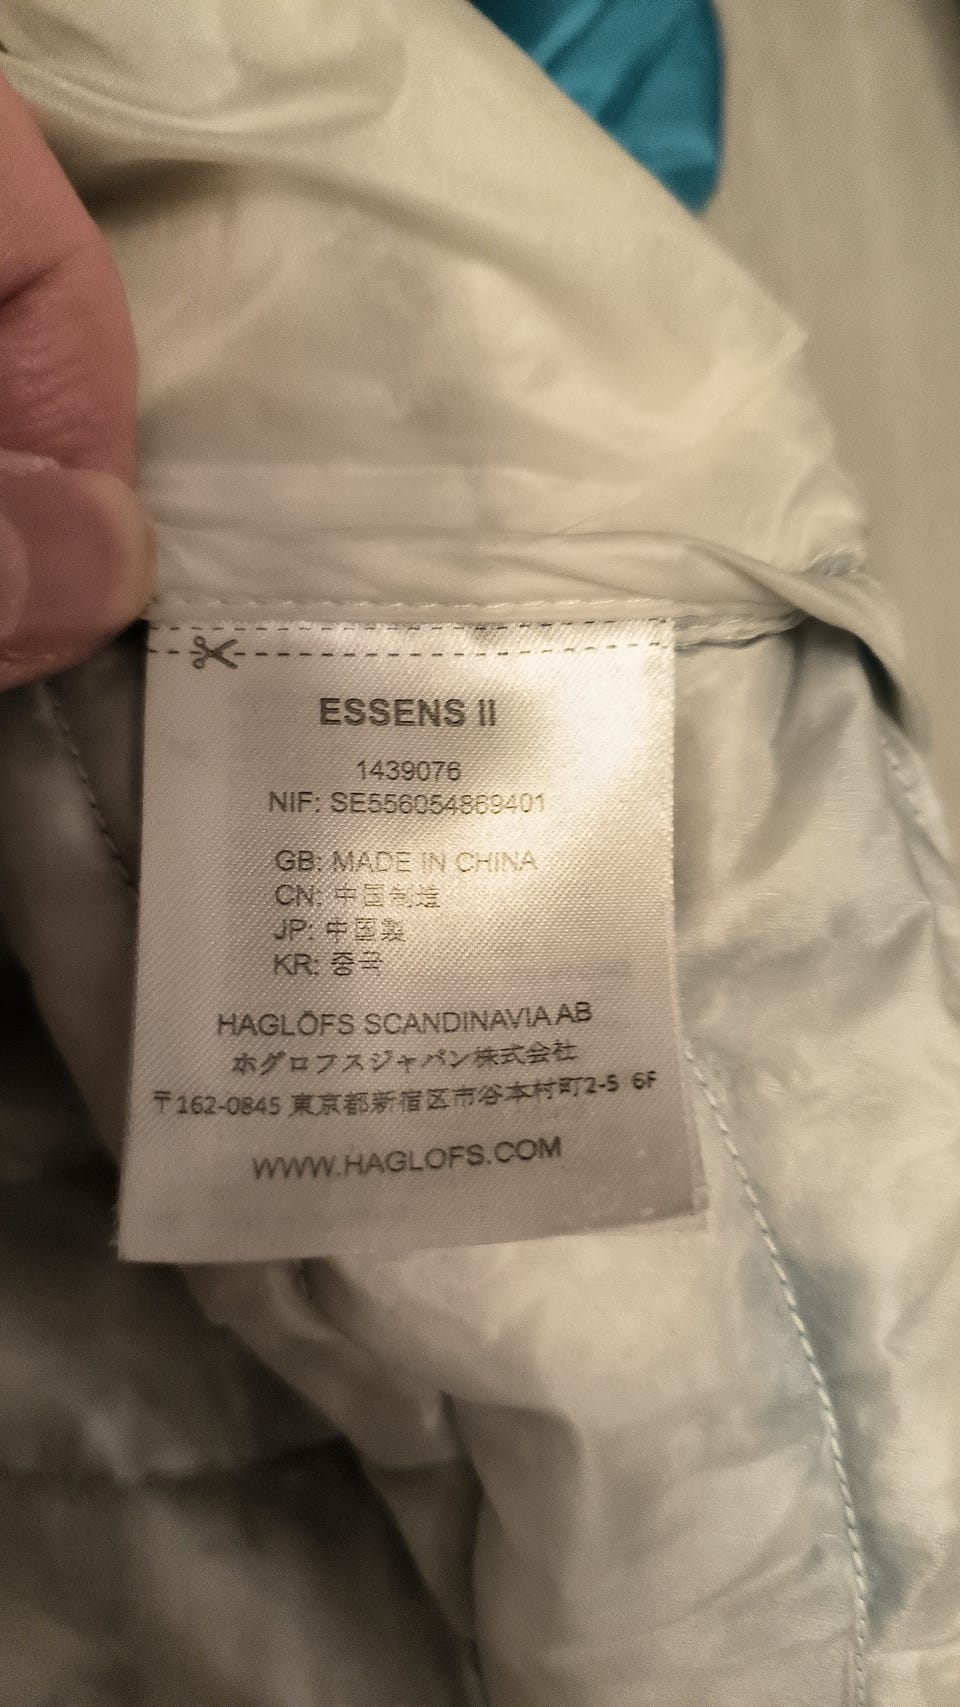 ESSENS II
1439076
NIF: SE556054869401
GB: MADE IN CHINA
CN: 中国制造
JP: 中国製
KR: 중국
HAGLÖFS SCANDINAVIA AB
ホグロフスジャパン株式会社
〒162-0845 東京都新宿区市谷本村町2-5 6F
WWW.HAGLOFS.COM